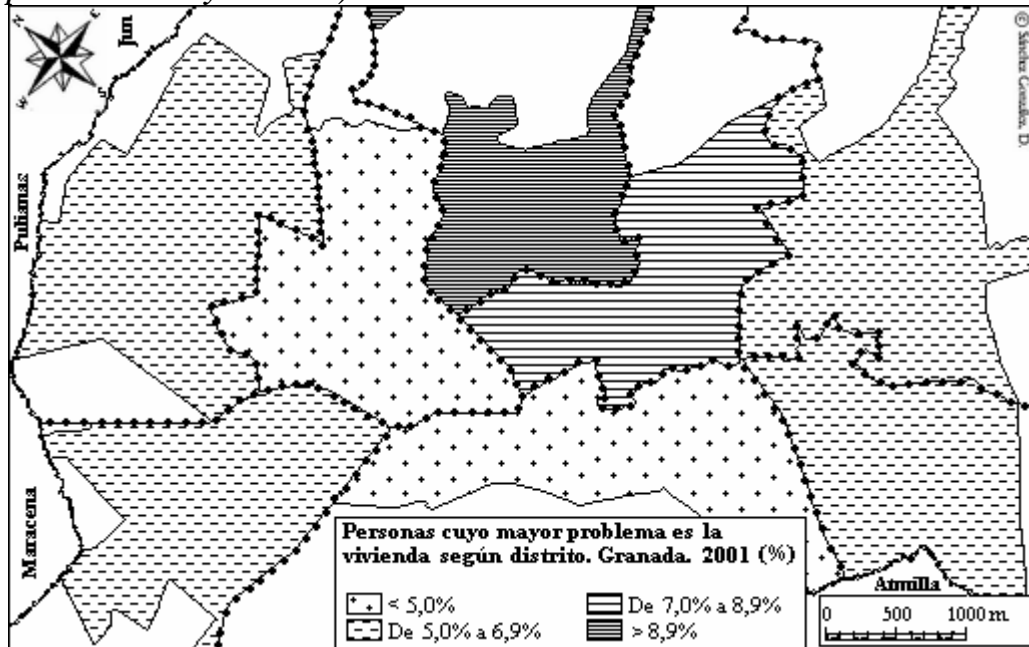 N
E
S
W
Jun
© Sánchez González, D.
Pulianas
Maracena
Personas cuyo mayor problema es la
vivienda según distrito. Granada. 2001 (%)
< 5,0%
De 7,0% a 8,9%
De 5,0% a 6,9%
> 8,9%
Armilla
0 500 1000 m.